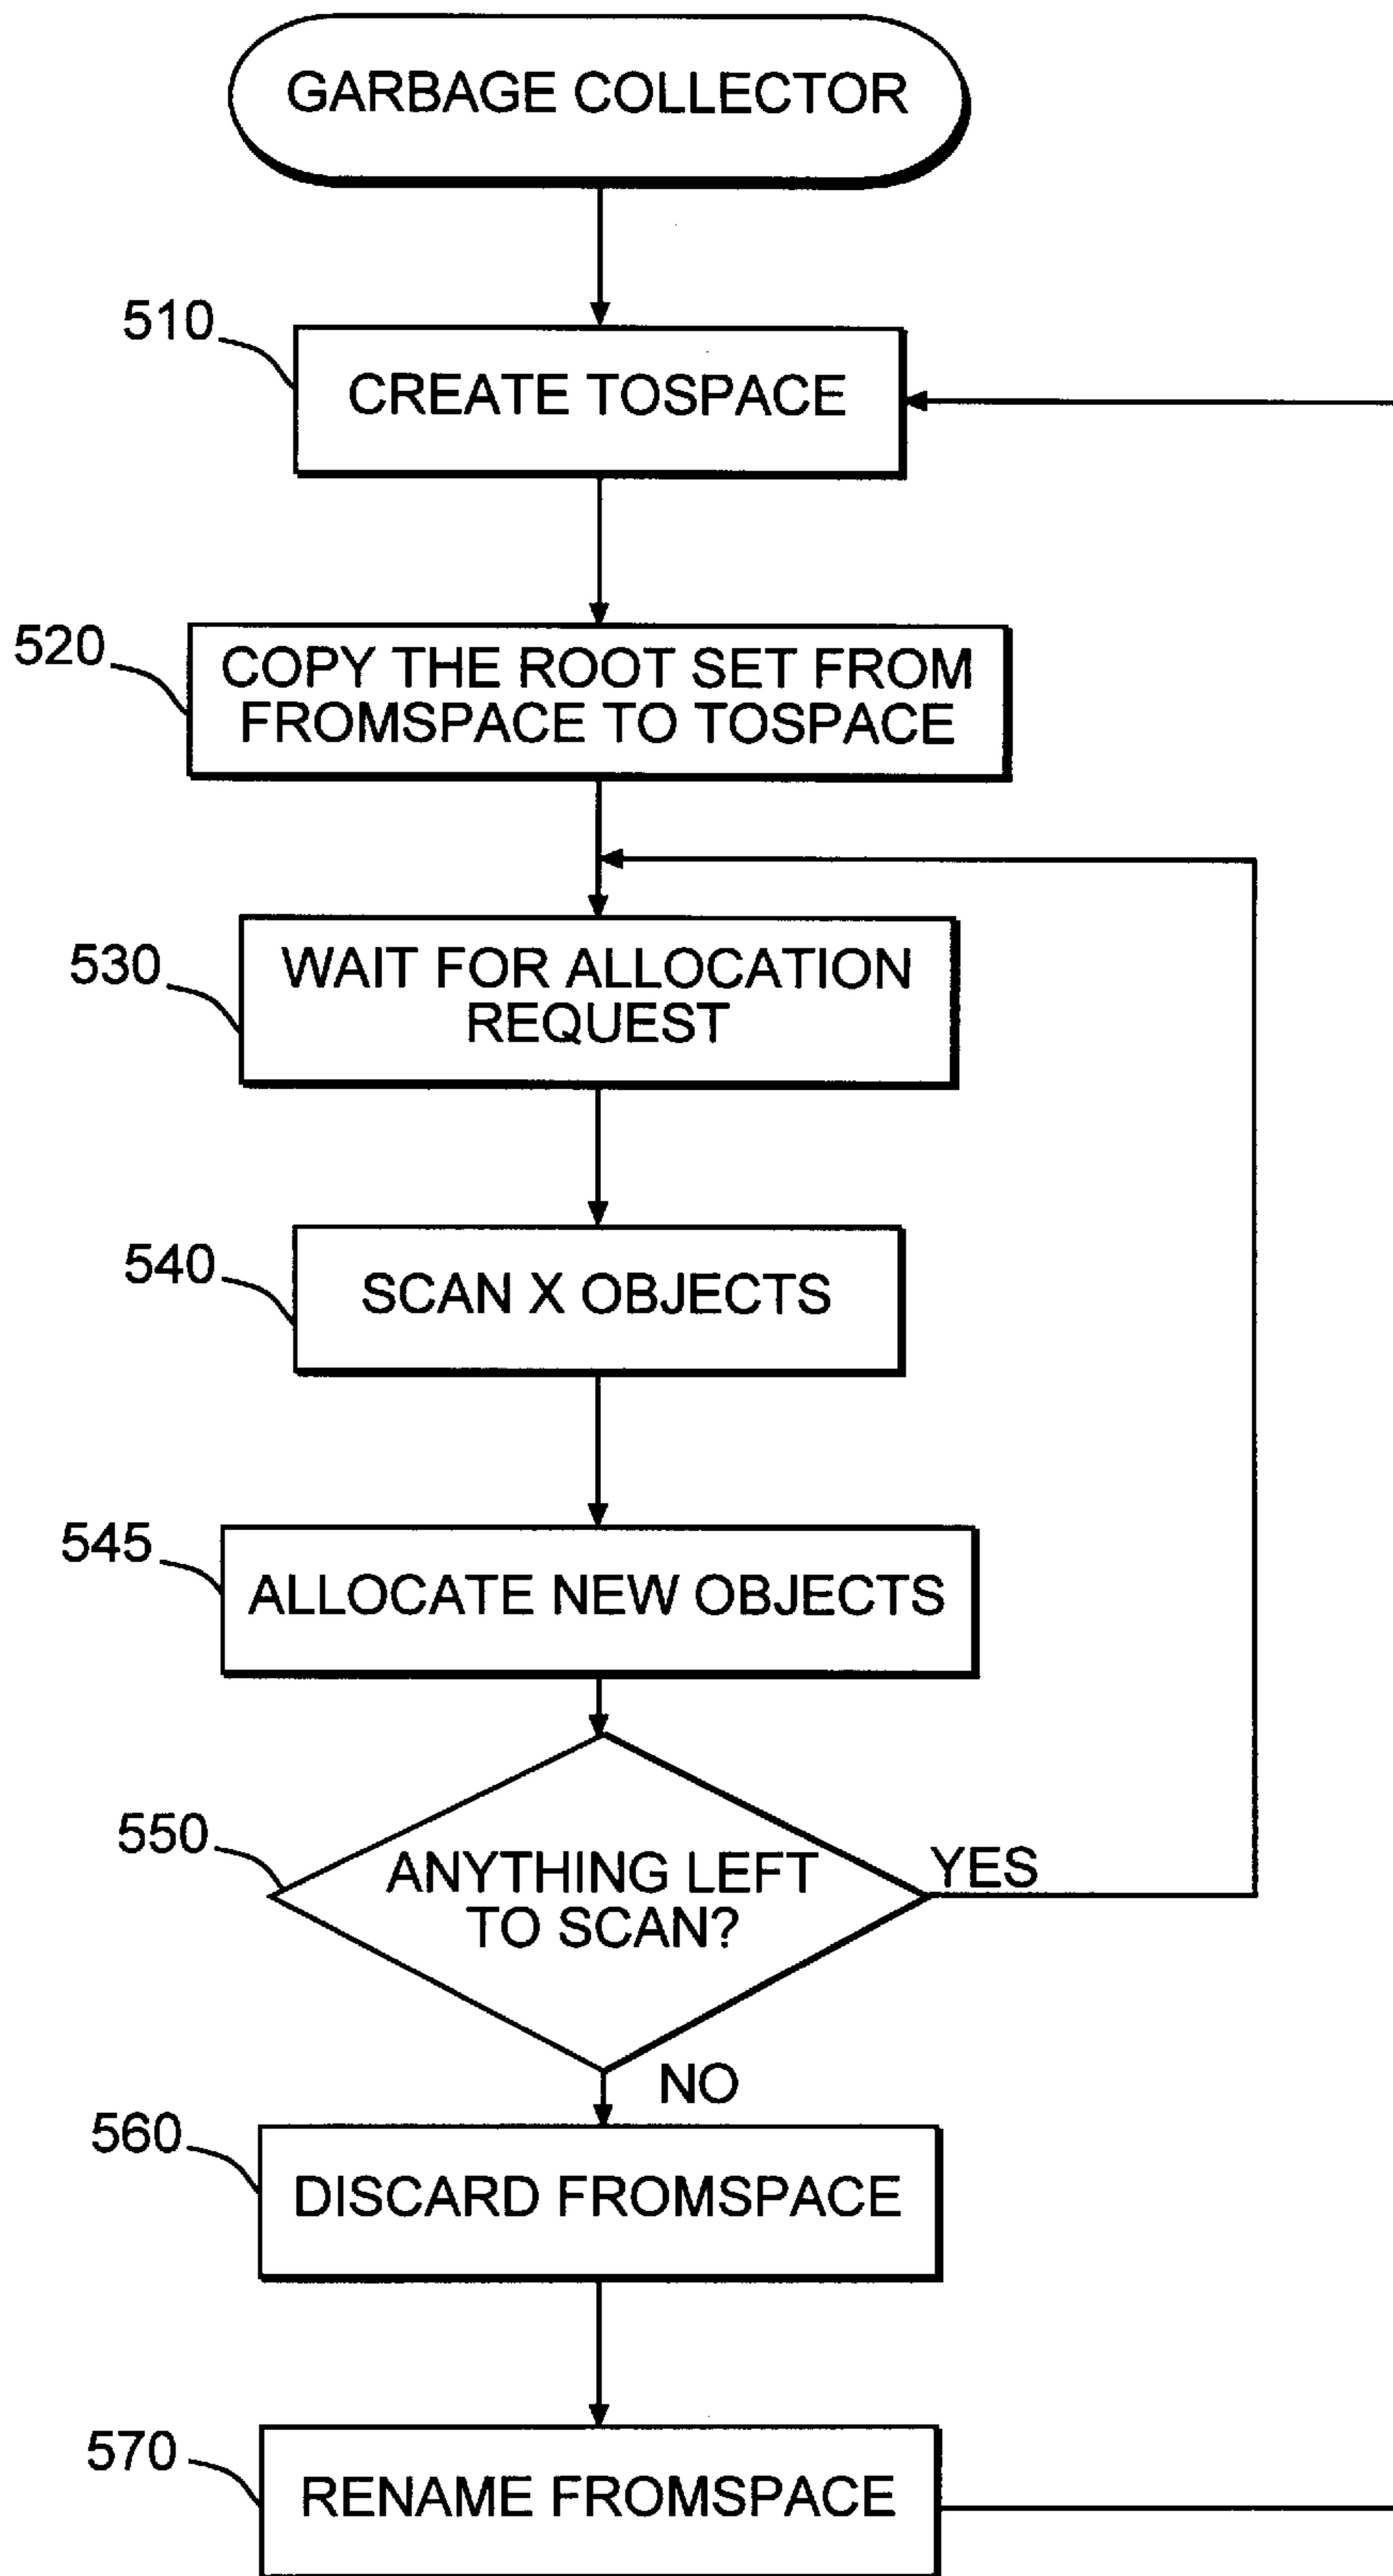 GARBAGE COLLECTOR
510
CREATE TOSPACE
520
COPY THE ROOT SET FROM
FROMSPACE TO TOSPACE
530
WAIT FOR ALLOCATION
REQUEST
540
SCAN X OBJECTS
545
ALLOCATE NEW OBJECTS
550
ANYTHING LEFT
TO SCAN?
YES
NO
560
DISCARD FROMSPACE
570
RENAME FROMSPACE